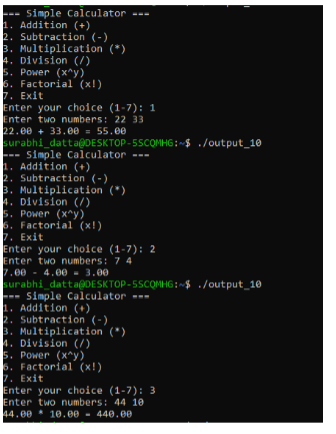 === Simple Calculator ===
1. Addition (+)
2. Subtraction (-)
3. Multiplication (*)
4. Division (/)
5. Power (x^y)
6. Factorial (x!)
7. Exit
Enter your choice (1-7): 1
Enter two numbers: 22 33
22.00 + 33.00 = 55.00
surabhi_datta@DESKTOP-5SCQMHG:~$ ./output_10
=== Simple Calculator ===
1. Addition (+)
2. Subtraction (-)
3. Multiplication (*)
4. Division (/)
5. Power (x^y)
6. Factorial (x!)
7. Exit
Enter your choice (1-7): 2
Enter two numbers: 7 4
7.00 - 4.00 = 3.00
surabhi_datta@DESKTOP-5SCQMHG:~$ ./output_10
=== Simple Calculator ===
1. Addition (+)
2. Subtraction (-)
3. Multiplication (*)
4. Division (/)
5. Power (x^y)
6. Factorial (x!)
7. Exit
Enter your choice (1-7): 3
Enter two numbers: 44 10
44.00 * 10.00 = 440.00